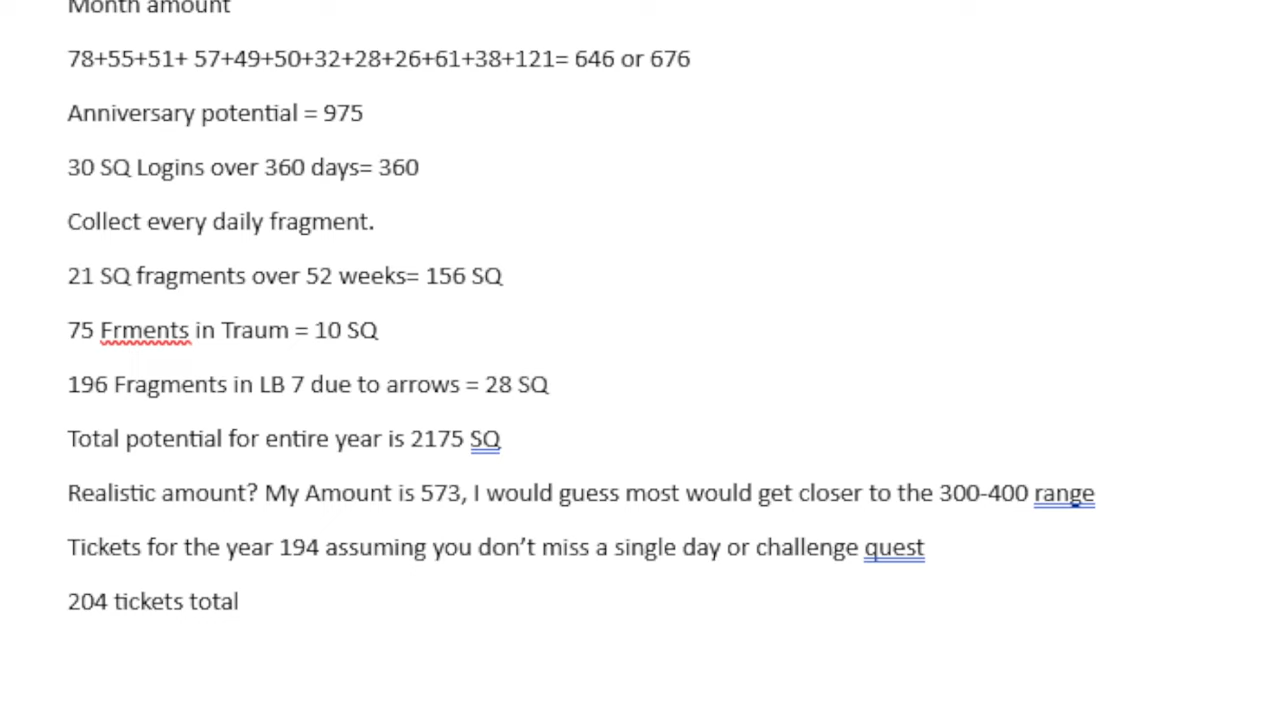 Month amount
78+55+51+ 57+49+50+32+28+26+61+38+121= 646 or 676
Anniversary potential = 975
30 SQ Logins over 360 days= 360
Collect every daily fragment.
21 SQ fragments over 52 weeks= 156 SQ
75 Frments in Traum = 10 SQ
196 Fragments in LB 7 due to arrows = 28 SQ
Total potential for entire year is 2175 SQ
Realistic amount? My Amount is 573, I would guess most would get closer to the 300-400 range
Tickets for the year 194 assuming you don’t miss a single day or challenge quest
204 tickets total